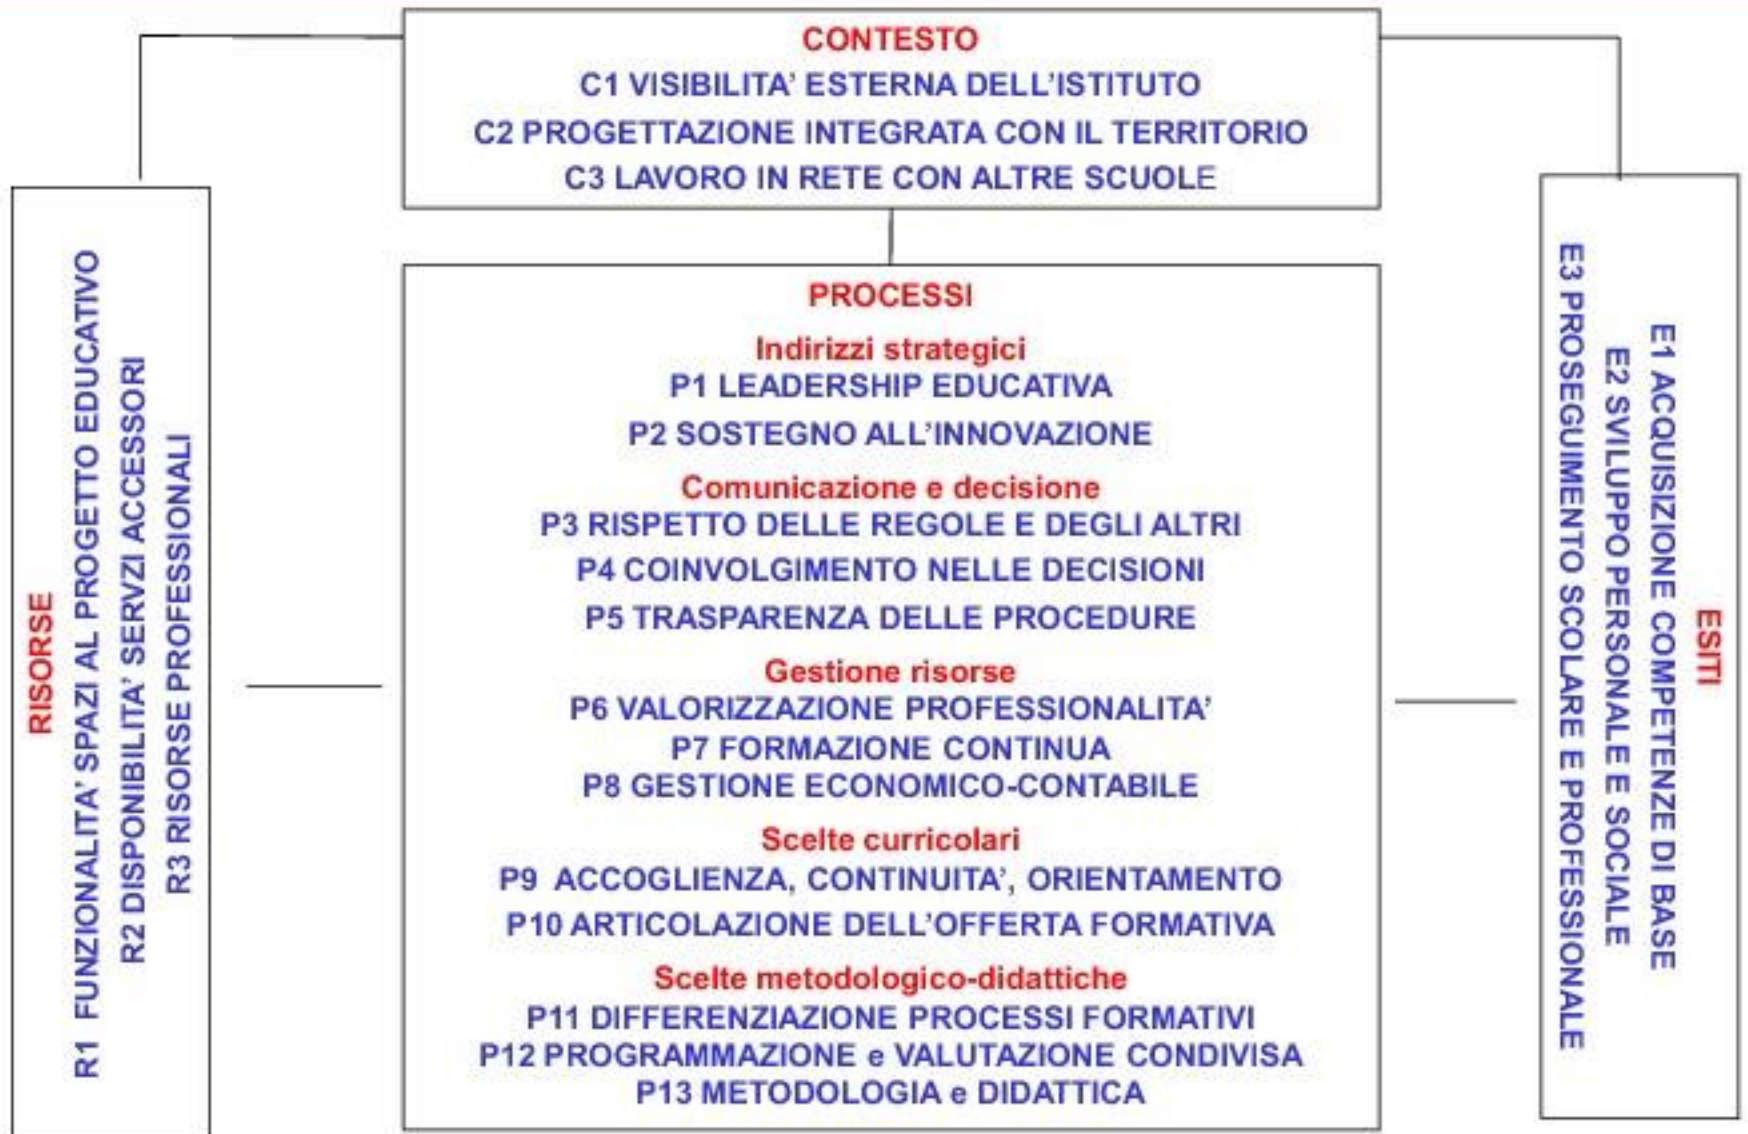 CONTESTO
C1 VISIBILITA' ESTERNA DELL'ISTITUTO
C2 PROGETTAZIONE INTEGRATA CON IL TERRITORIO
C3 LAVORO IN RETE CON ALTRE SCUOLE
RISORSE
R1 FUNZIONALITA' SPAZI AL PROGETTO EDUCATIVO
R2 DISPONIBILITA' SERVZI ACCESSORI
R3 RISORSE PROFESSIONALI
PROCESSI
Indirizzi strategici
P1 LEADERSHIP EDUCATIVA
P2 SOSTEGNO ALL'INNOVAZIONE
Comunicazione e decisione
P3 RISPETTO DELLE REGOLE E DEGLI ALTRI
P4 COINVOLGIMENTO NELLE DECISIONI
P5 TRASPARENZA DELLE PROCEDURE
Gestione risorse
P6 VALORIZZAZIONE PROFESSIONALITA'
P7 FORMAZIONE CONTINUA
P8 GESTIONE ECONOMICO-CONTABILE
Scelte curricolari
P9 ACCOGLIENZA, CONTINUITA', ORIENTAMENTO
P10 ARTICOLAZIONE DELL'OFFERTA FORMATIVA
Scelte metodologico-didattiche
P11 DIFFERENZIAZIONE PROCESSI FORMATIVI
P12 PROGRAMMAZIONE e VALUTAZIONE CONDIVISA
P13 METODOLOGIA e DIDATTICA
ESITI
E1 ACQUISIZIONE COMPETENZE DI BASE
E2 SVILUPPO PERSONALE E SOCIALE
E3 PROSEGUIMENTO SCOLARE E PROFESSIONALE